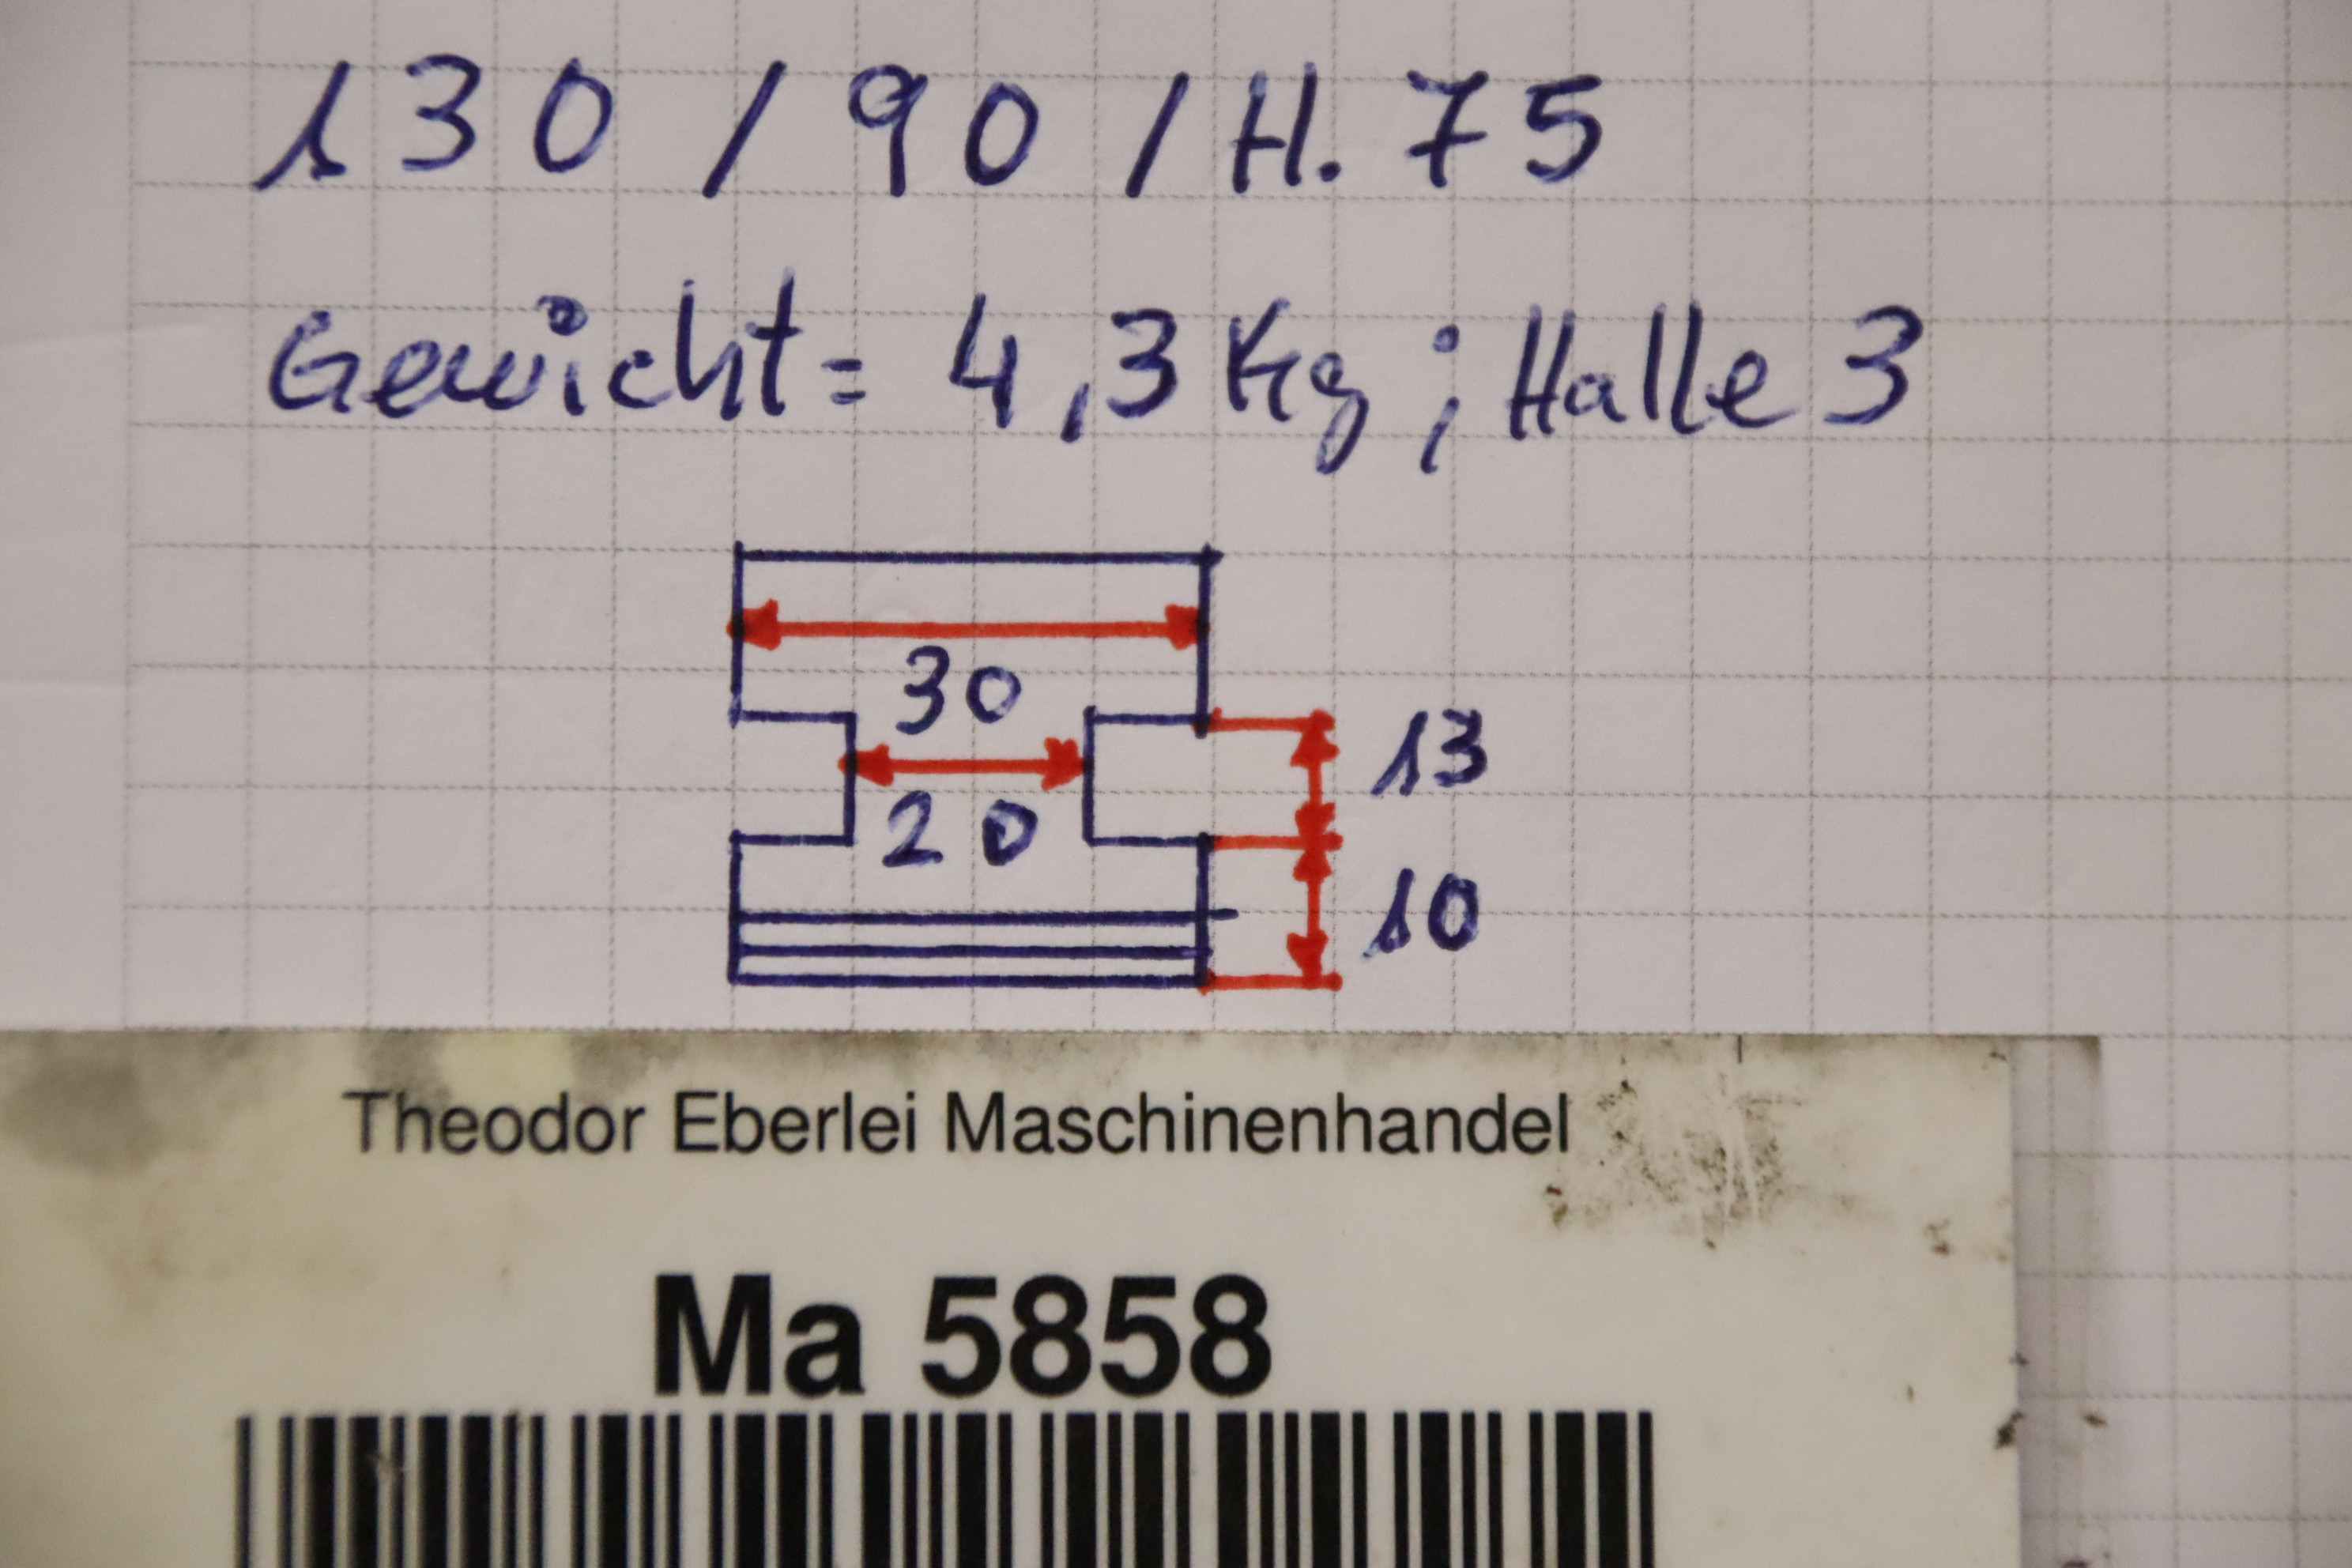 130 / 90 / H. 75
Gewicht = 4,3 Kg ; Halle 3
30
13
20
10
Theodor Eberlei Maschinenhandel
Ma 5858